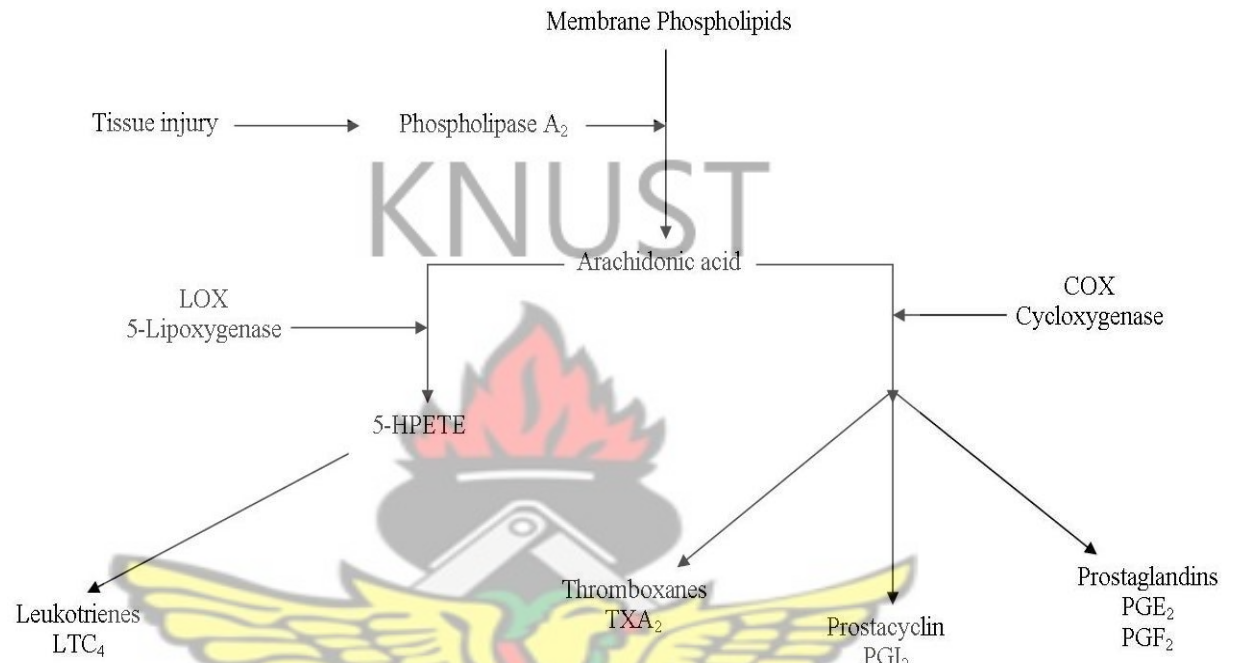 Membrane Phospholipids
Tissue injury
Phospholipase A₂
KNUST
Arachidonic acid
LOX
5-Lipoxygenase
COX
Cycloxygenase
5-HPETE
Leukotrienes
LTC₄
Thromboxanes
TXA₂
Prostacyclin
PGI₂
Prostaglandins
PGE₂
PGF₂